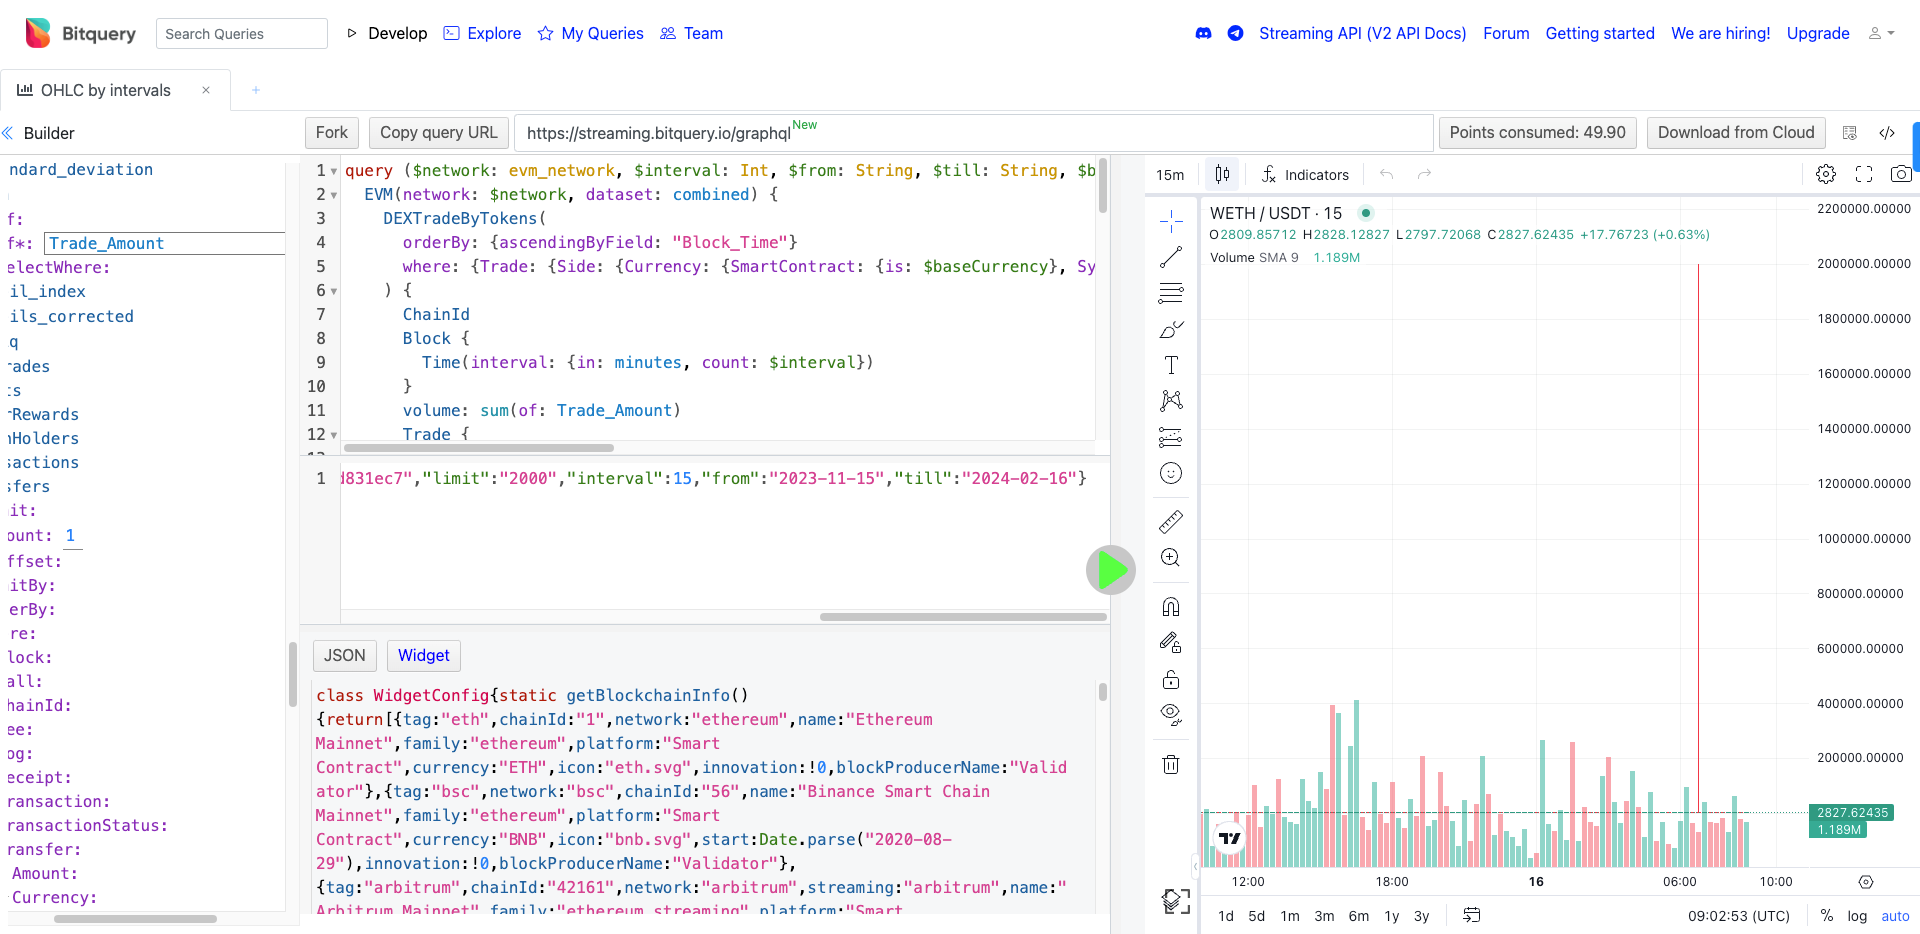 Bitquery
Search Queries
Develop
Explore
My Queries
Team
Streaming API (V2 API Docs)
Forum
Getting started
We are hiring!
Upgrade
OHLC by intervals ×
+
Builder
Fork
Copy query URL
https://streaming.bitquery.io/graphql New
Points consumed: 49.90
Download from Cloud
ndard_deviation
f:
f*: Trade_Amount
electWhere:
il_index
ils_corrected
q
rades
ts
rRewards
nHolders
sactions
sfers
it:
ount: 1
ffset:
itBy:
erBy:
re:
lock:
all:
hainId:
ee:
og:
eceipt:
ransaction:
ransactionStatus:
ransfer:
Amount:
Currency:
1 query ($network: evm_network, $interval: Int, $from: String, $till: String, $b
2 EVM(network: $network, dataset: combined) {
3 DEXTradeByTokens(
4 orderBy: {ascendingByField: "Block_Time"}
5 where: {Trade: {Side: {Currency: {SmartContract: {is: $baseCurrency}, Sy
6 ) {
7 ChainId
8 Block {
9 Time(interval: {in: minutes, count: $interval})
10 }
11 volume: sum(of: Trade_Amount)
12 Trade {
1 d831ec7","limit":"2000","interval":15,"from":"2023-11-15","till":"2024-02-16"}
JSON
Widget
class WidgetConfig{static getBlockchainInfo()
{return[{tag:"eth",chainId:"1",network:"ethereum",name:"Ethereum
Mainnet",family:"ethereum",platform:"Smart
Contract",currency:"ETH",icon:"eth.svg",innovation:!0,blockProducerName:"Valid
ator"},{tag:"bsc",network:"bsc",chainId:"56",name:"Binance Smart Chain
Mainnet",family:"ethereum",platform:"Smart
Contract",currency:"BNB",icon:"bnb.svg",start:Date.parse("2020-08-
29"),innovation:!0,blockProducerName:"Validator"},
{tag:"arbitrum",chainId:"42161",network:"arbitrum",streaming:"arbitrum",name:"
Arbitrum Mainnet",family:"ethereum_streaming",platform:"Smart
15m
Indicators
WETH / USDT · 15
O2809.85712 H2828.12827 L2797.72068 C2827.62435 +17.76723 (+0.63%)
Volume SMA 9 1.189M
2200000.00000
2000000.00000
1800000.00000
1600000.00000
1400000.00000
1200000.00000
1000000.00000
800000.00000
600000.00000
400000.00000
200000.00000
2827.62435
1.189M
12:00
18:00
16
06:00
10:00
1d 5d 1m 3m 6m 1y 3y
09:02:53 (UTC)
% log auto